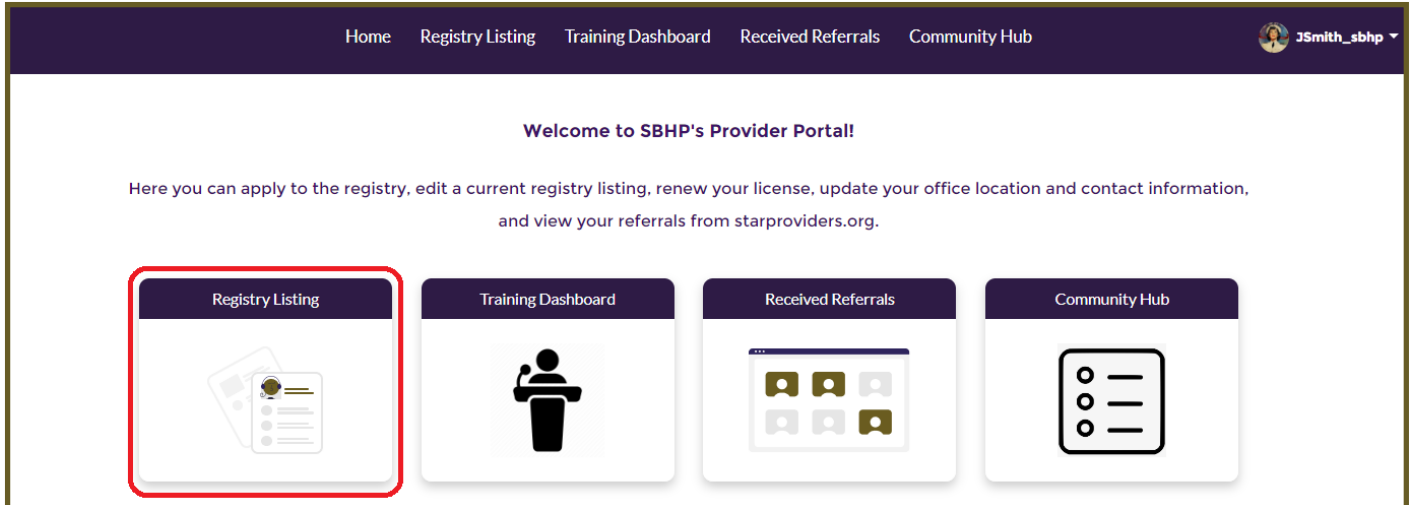 Home Registry Listing Training Dashboard Received Referrals Community Hub JSmith_sbhp
Welcome to SBHP's Provider Portal!
Here you can apply to the registry, edit a current registry listing, renew your license, update your office location and contact information,
and view your referrals from starproviders.org.
Registry Listing Training Dashboard Received Referrals Community Hub